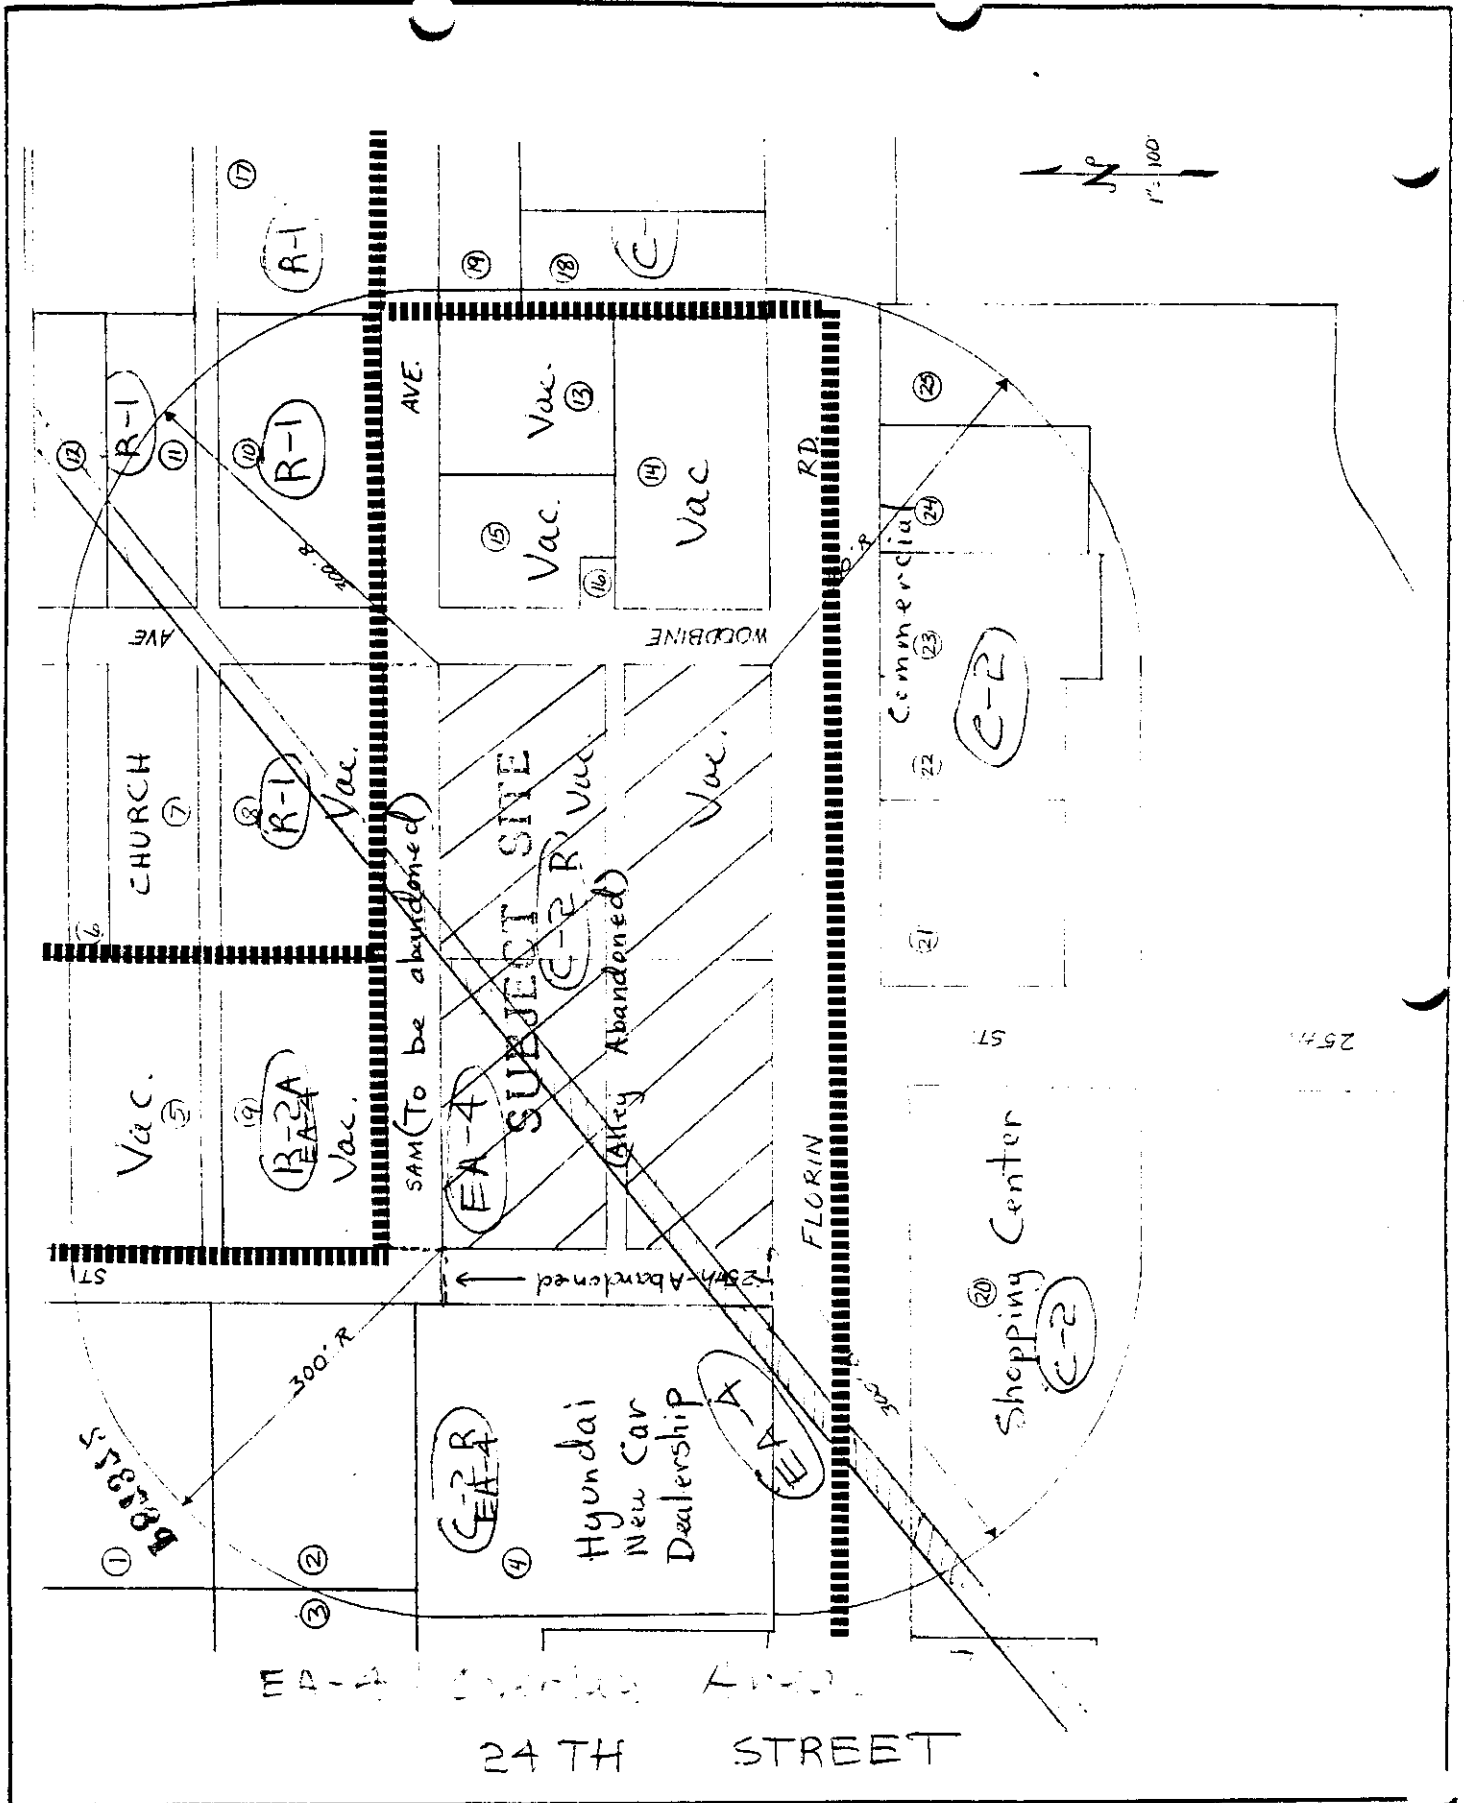 N
1"=100'
17
R-1
19
18
12
R-1
11
10
R-1
300' R
AVE.
Vac.
13
15
Vac.
16
14
Vac
RD.
25
24
Commercial
23
C-2
22
21
AVE
WOODBINE
CHURCH
7
6
8
R-1
Vac.
SAM (To be abandoned)
SUBJECT SITE
C-2 R
Vac.
EA-4
(Alley Abandoned)
Vac.
Vac.
5
9
R-2A
EA-4
Vac.
FLORIN
ST.
25TH
ST
25th-Abandoned
300' R
Shopping Center
20
C-2
1
2
3
4
C-2 R
EA-4
Hyundai
New Car
Dealership
EA-4
300'
EA-4
24TH STREET